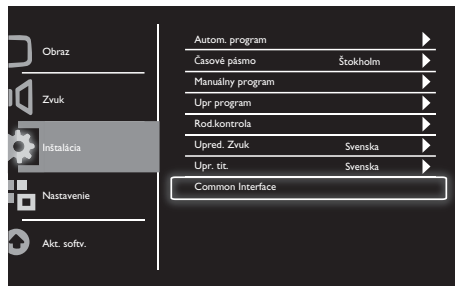 Obraz
Zvuk
Inštalácia
Nastavenie
Akt. softv.
Autom. program
Časové pásmo Štokholm
Manuálny program
Upr program
Rod.kontrola
Upred. Zvuk Svenska
Upr. tit. Svenska
Common Interface